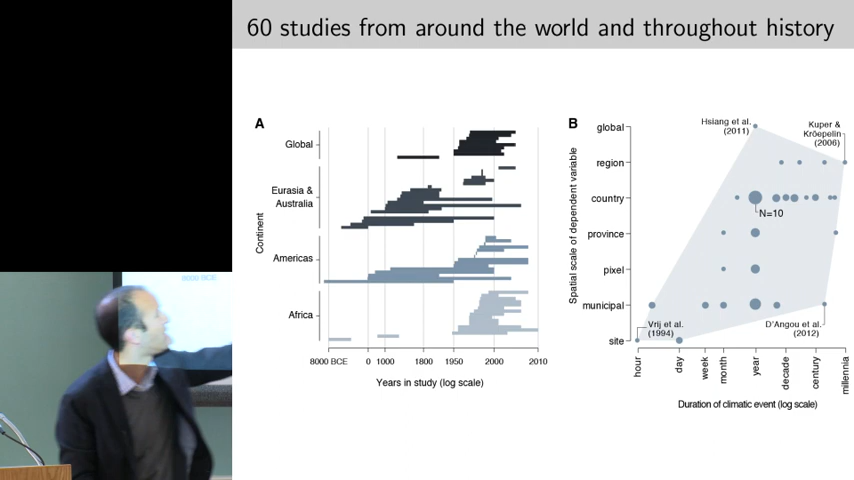 60 studies from around the world and throughout history
A
Continent
Global
Eurasia &
Australia
Americas
Africa
8000 BCE 0 1000 1800 1950 2000 2010
Years in study (log scale)
B
Spatial scale of dependent variable
global
region
country
province
pixel
municipal
site
Hsiang et al.
(2011)
Kuper &
Kröepelin
(2006)
N=10
Vrij et al.
(1994)
D'Angou et al.
(2012)
hour day week month year decade century millennia
Duration of climatic event (log scale)